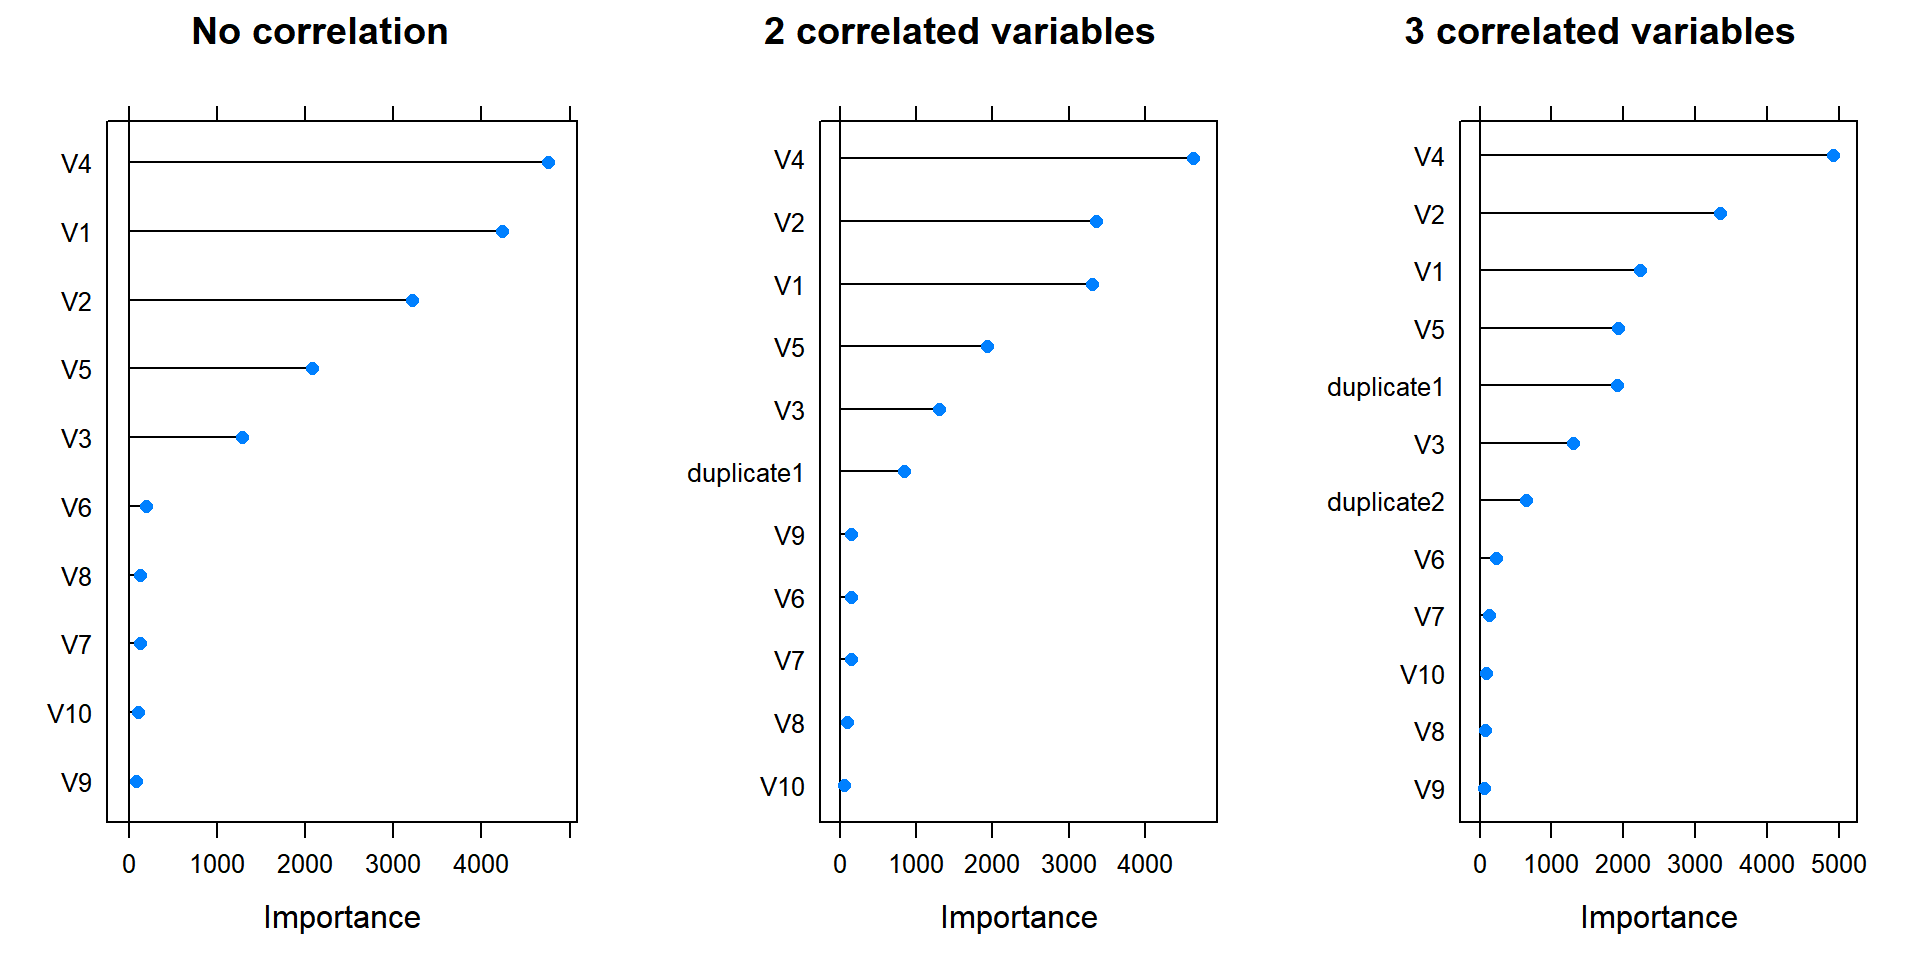 No correlation
V4
V1
V2
V5
V3
V6
V8
V7
V10
V9
0 1000 2000 3000 4000
Importance
2 correlated variables
V4
V2
V1
V5
V3
duplicate1
V9
V6
V7
V8
V10
0 1000 2000 3000 4000
Importance
3 correlated variables
V4
V2
V1
V5
duplicate1
V3
duplicate2
V6
V7
V10
V8
V9
0 1000 2000 3000 4000 5000
Importance